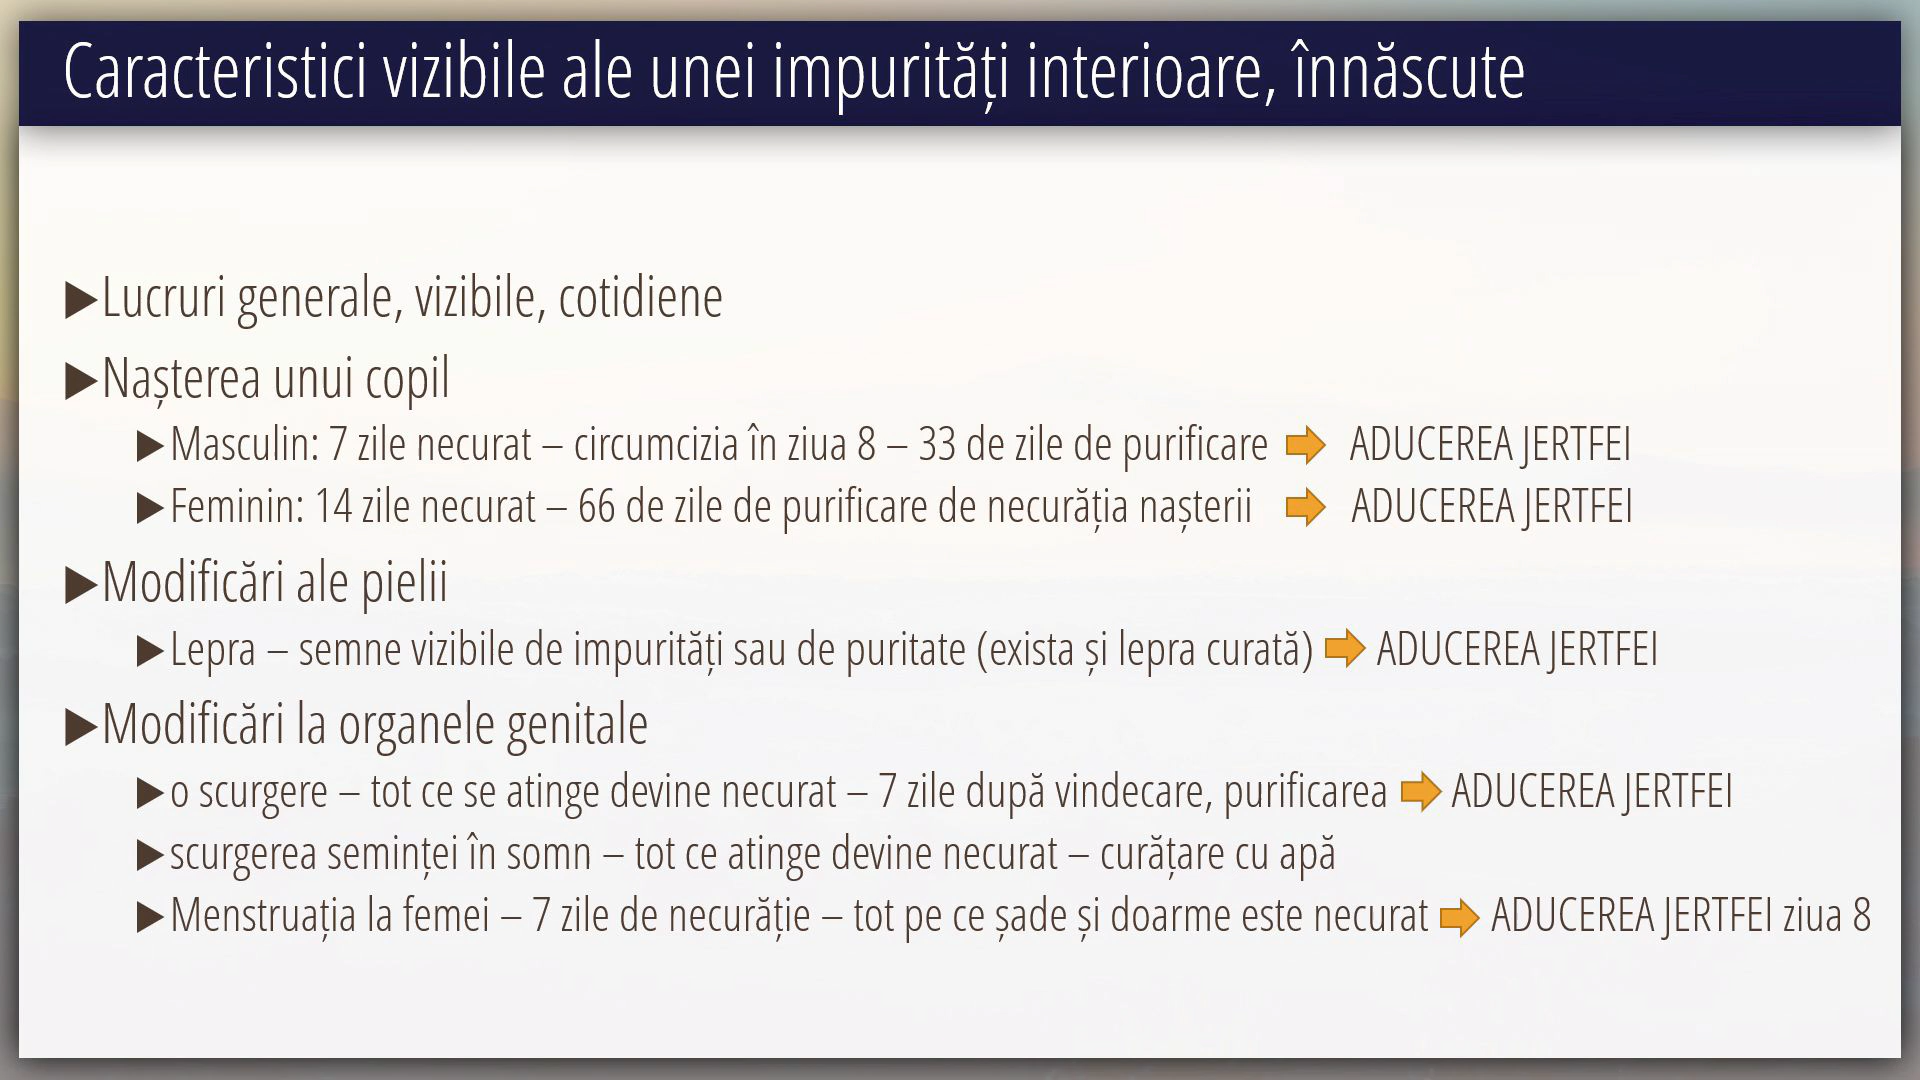 Caracteristici vizibile ale unei impurități interioare, înnăscute
Lucruri generale, vizibile, cotidiene
Nașterea unui copil
Masculin: 7 zile necurat – circumcizia în ziua 8 – 33 de zile de purificare ADUCEREA JERTFEI
Feminin: 14 zile necurat – 66 de zile de purificare de necurăția nașterii ADUCEREA JERTFEI
Modificări ale pielii
Lepra – semne vizibile de impurități sau de puritate (exista și lepra curată) ADUCEREA JERTFEI
Modificări la organele genitale
o scurgere – tot ce se atinge devine necurat – 7 zile după vindecare, purificarea ADUCEREA JERTFEI
scurgerea seminței în somn – tot ce atinge devine necurat – curățare cu apă
Menstruația la femei – 7 zile de necurăție – tot pe ce șade și doarme este necurat ADUCEREA JERTFEI ziua 8